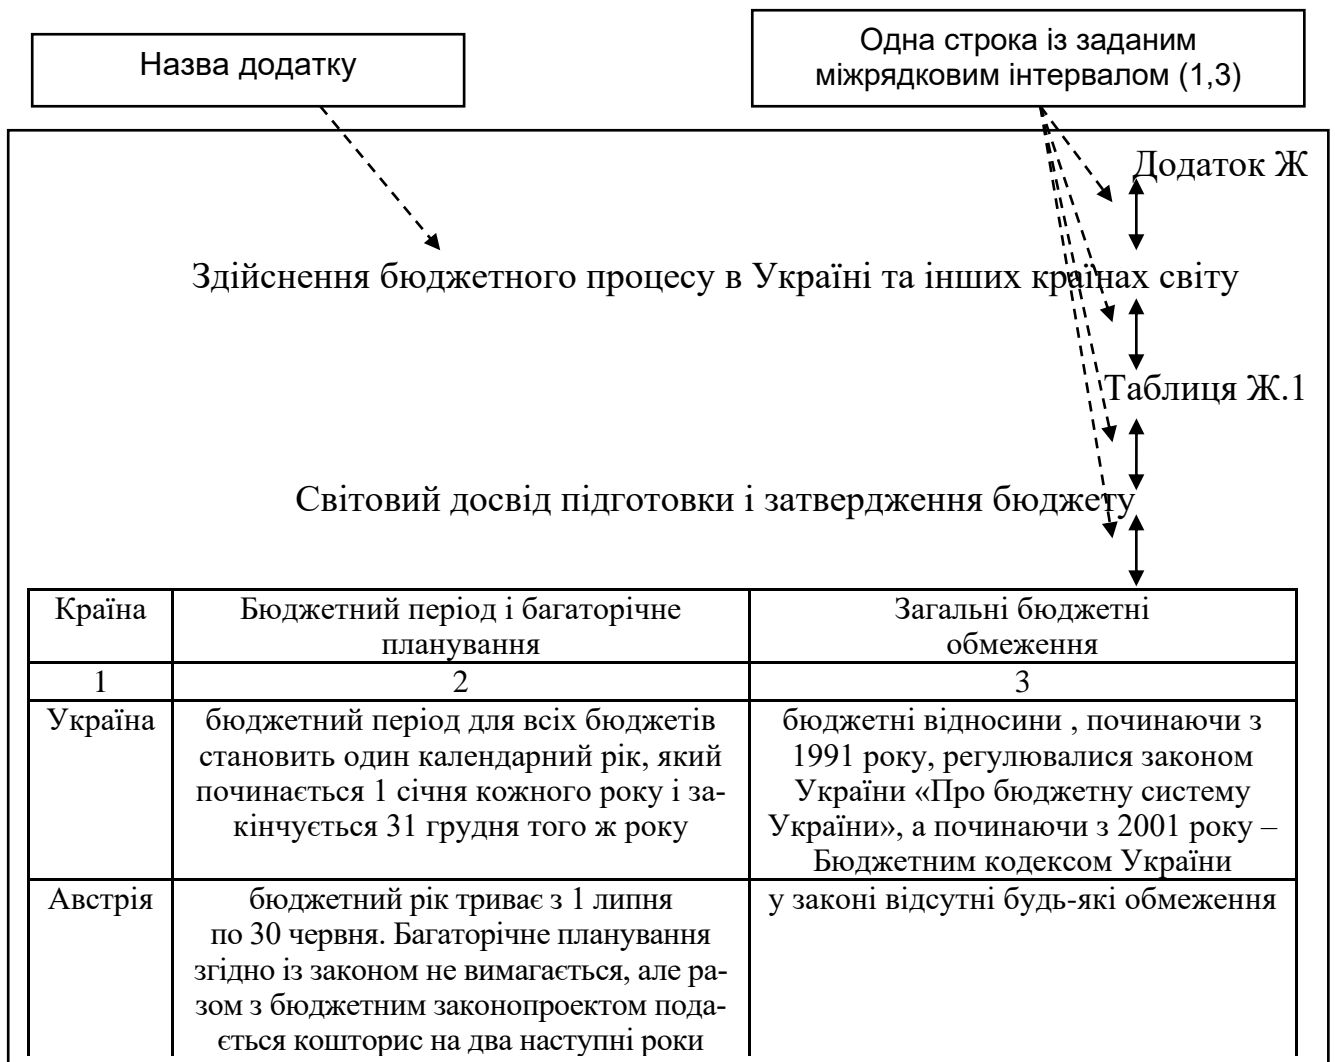 Назва додатку
Одна строка із заданим
міжрядковим інтервалом (1,3)
Додаток Ж
Здійснення бюджетного процесу в Україні та інших країнах світу
Таблиця Ж.1
Світовий досвід підготовки і затвердження бюджету
Країна
Бюджетний період і багаторічне
планування
Загальні бюджетні
обмеження
1
2
3
Україна
бюджетний період для всіх бюджетів
становить один календарний рік, який
починається 1 січня кожного року і за-
кінчується 31 грудня того ж року
бюджетні відносини , починаючи з
1991 року, регулювалися законом
України «Про бюджетну систему
України», а починаючи з 2001 року –
Бюджетним кодексом України
Австрія
бюджетний рік триває з 1 липня
по 30 червня. Багаторічне планування
згідно із законом не вимагається, але ра-
зом з бюджетним законопроектом пода-
ється кошторис на два наступні роки
у законі відсутні будь-які обмеження